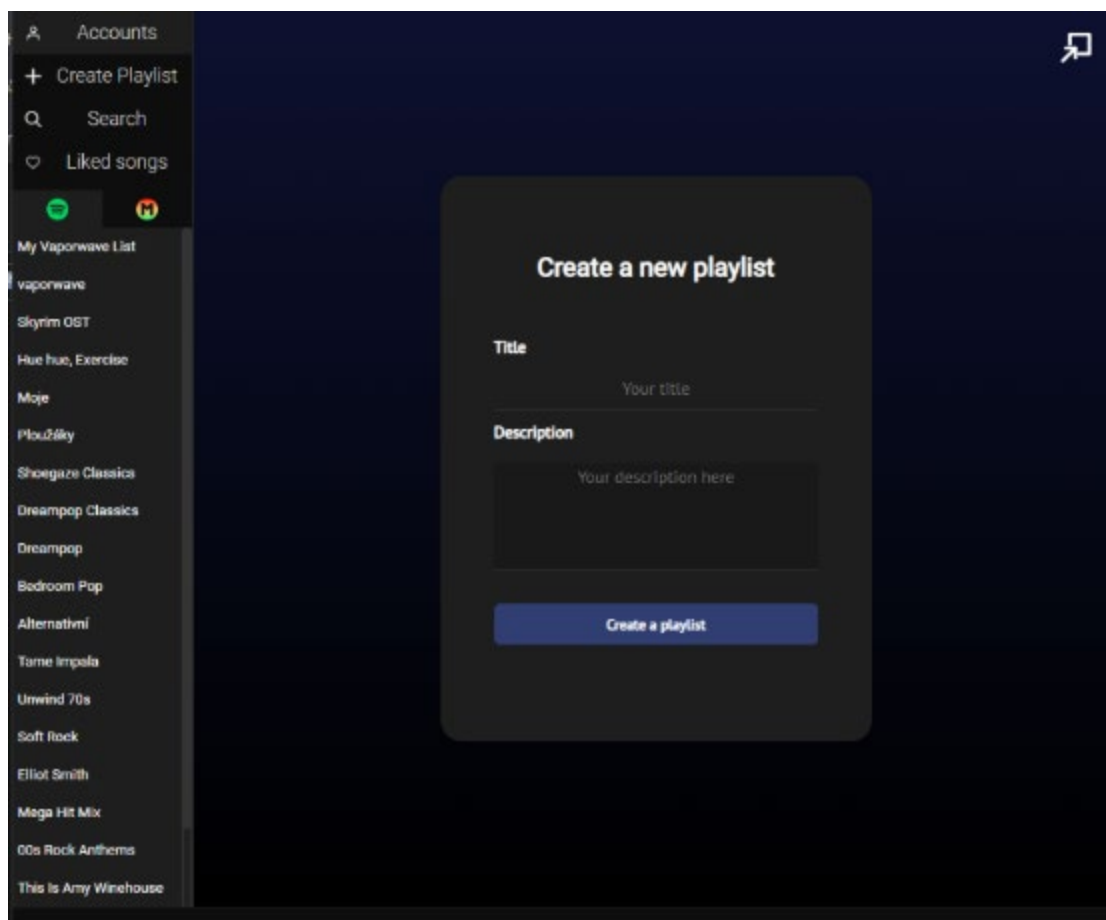 Accounts
Create Playlist
Search
Liked songs
M
My Vaporwave List
vaporwave
Skyrim OST
Hue hue, Exercise
Moje
Ploužáky
Shoegaze Classics
Dreampop Classics
Dreampop
Bedroom Pop
Alternativní
Tame Impala
Unwind 70s
Soft Rock
Elliot Smith
Mega Hit Mix
00s Rock Anthems
This Is Amy Winehouse
Create a new playlist
Title
Your title
Description
Your description here
Create a playlist